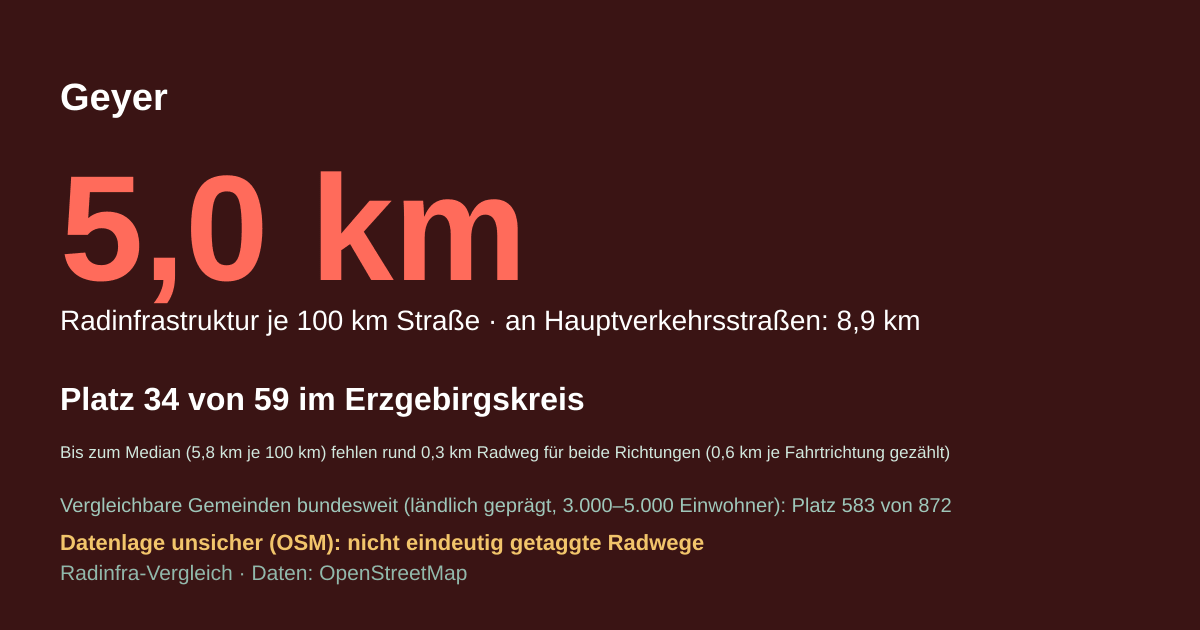 Geyer
5,0 km
Radinfrastruktur je 100 km Straße · an Hauptverkehrsstraßen: 8,9 km
Platz 34 von 59 im Erzgebirgskreis
Bis zum Median (5,8 km je 100 km) fehlen rund 0,3 km Radweg für beide Richtungen (0,6 km je Fahrtrichtung gezählt)
Vergleichbare Gemeinden bundesweit (ländlich geprägt, 3.000–5.000 Einwohner): Platz 583 von 872
Datenlage unsicher (OSM): nicht eindeutig getaggte Radwege
Radinfra-Vergleich · Daten: OpenStreetMap